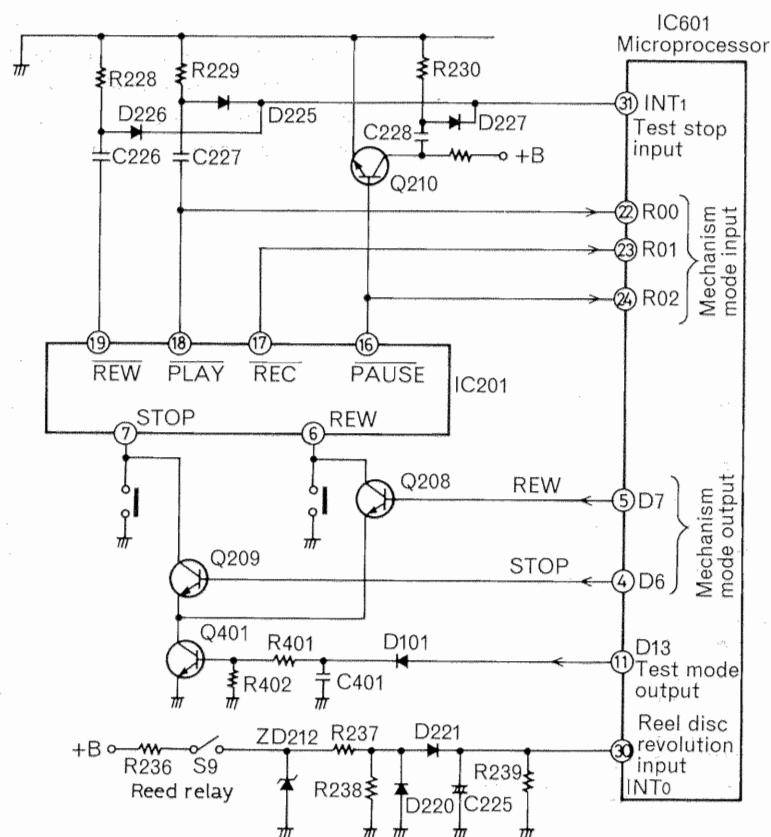 IC601
Microprocessor
R228
R229
R230
D226
D225
D227
C226
C227
C228
+B
Q210
31 INT1
Test stop
input
22 R00
23 R01
24 R02
Mechanism
mode input
19
18
17
16
REW
PLAY
REC
PAUSE
IC201
STOP
REW
7
6
Q208
REW
5 D7
Q209
STOP
4 D6
Mechanism
mode output
Q401
R401
D101
R402
C401
11
D13
Test mode
output
+B
R236
S9
Reed relay
ZD212
R237
D221
R238
D220
C225
R239
30
Reel disc
revolution
input
INT0